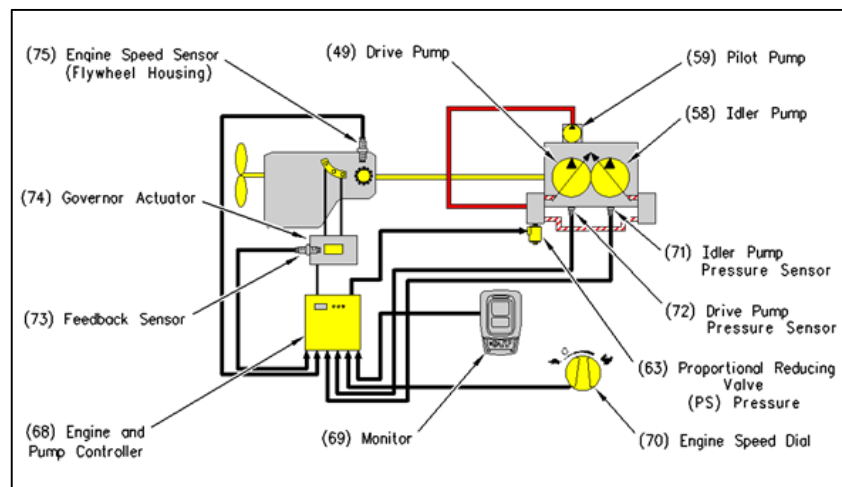 (75) Engine Speed Sensor
(Flywheel Housing)
(49) Drive Pump
(59) Pilot Pump
(58) Idler Pump
(74) Governor Actuator
(71) Idler Pump
Pressure Sensor
(73) Feedback Sensor
(72) Drive Pump
Pressure Sensor
(63) Proportional Reducing
Valve
(PS) Pressure
(68) Engine and
Pump Controller
(69) Monitor
(70) Engine Speed Dial